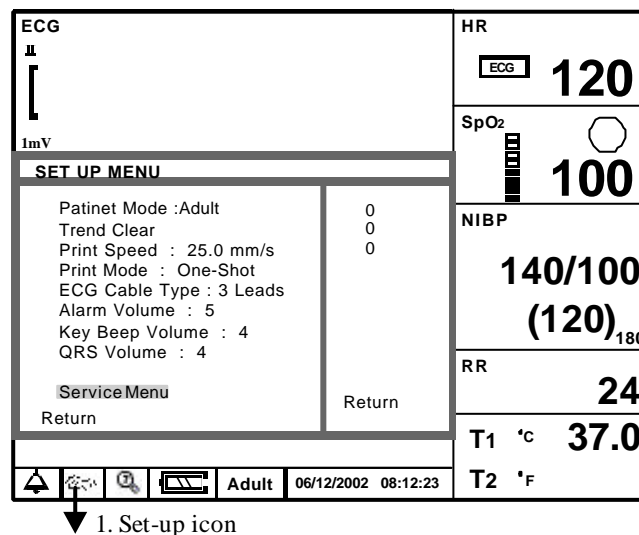 ECG
II
1mV
SET UP MENU
Patinet Mode :Adult
Trend Clear
Print Speed : 25.0 mm/s
Print Mode : One-Shot
ECG Cable Type : 3 Leads
Alarm Volume : 5
Key Beep Volume : 4
QRS Volume : 4
Service Menu
Return
0
0
0
Return
HR
ECG
120
SpO2
100
NIBP
140/100
(120)
180
RR
24
T1 °C 37.0
T2 °F
Adult
06/12/2002 08:12:23
1. Set-up icon